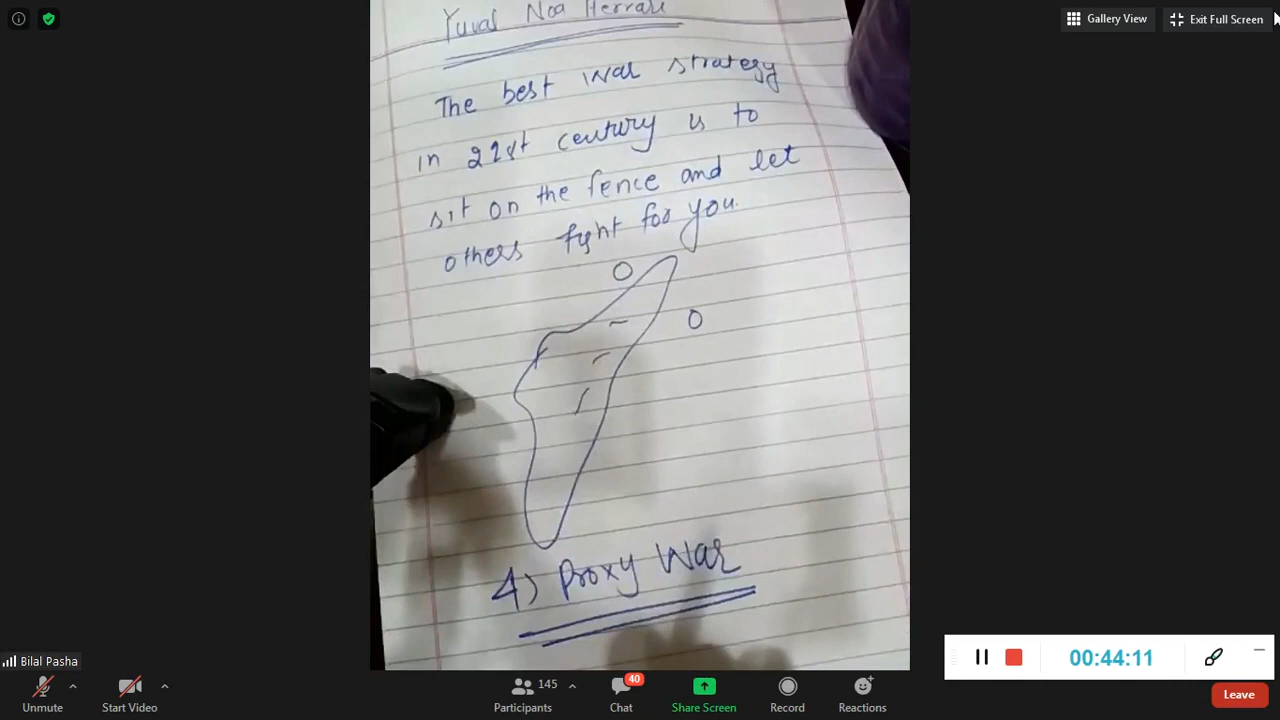 Gallery View
Exit Full Screen
Yuval Noa Herrari
The best war strategy
in 21st century is to
sit on the fence and let
others fight for you.
4) Proxy War
Bilal Pasha
00:44:11
Unmute
Start Video
145
Participants
40
Chat
Share Screen
Record
Reactions
Leave